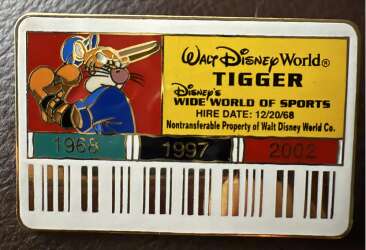 Walt Disney World®
TIGGER
Disney's
WIDE WORLD OF SPORTS
HIRE DATE: 12/20/68
Nontransferable Property of Walt Disney World Co.
1968 1997 2002